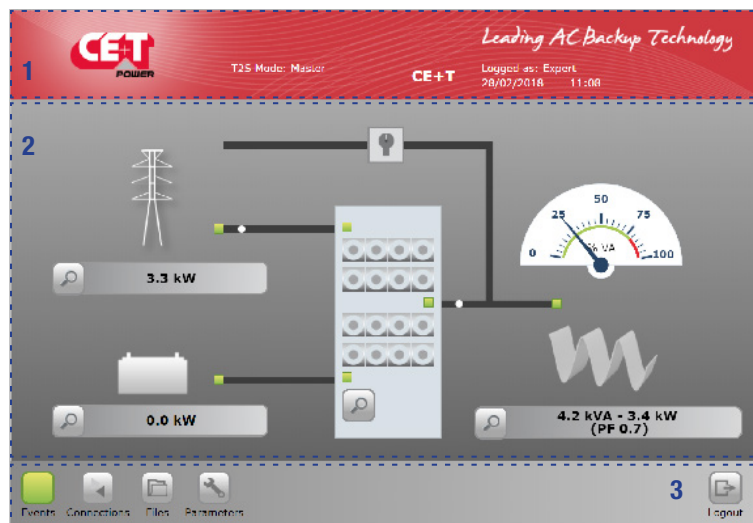 1
CE+T
POWER
T2S Mode: Master
CE+T
Leading AC Backup Technology
Logged as: Expert
28/02/2018 11:08
2
3.3 kW
0.0 kW
0
25
50
75
100
% VA
4.2 kVA - 3.4 kW
(PF 0.7)
Events
Connections
Files
Parameters
3
Logout